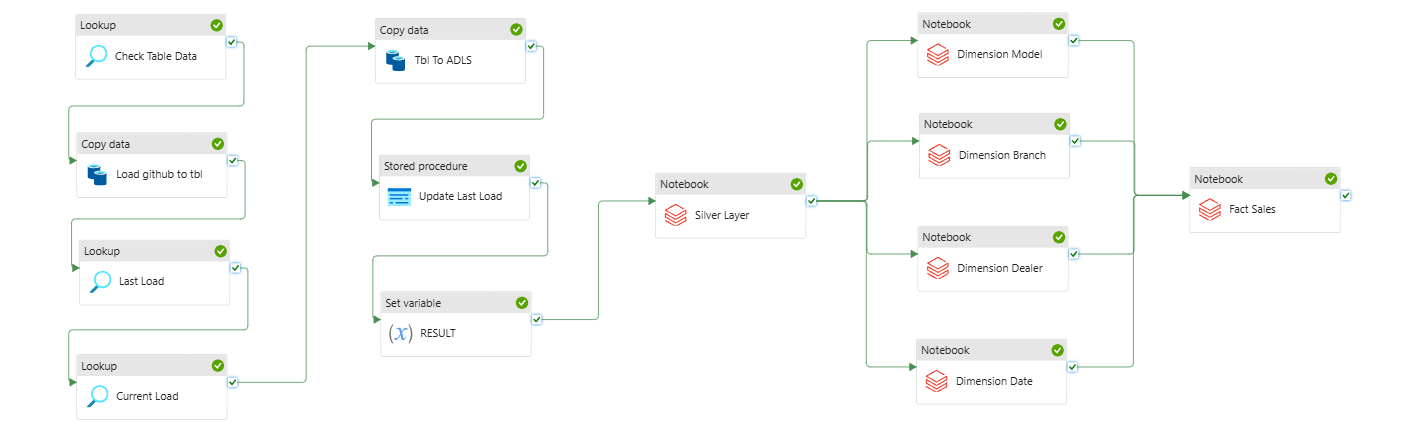 Lookup
Check Table Data
Copy data
Load github to tbl
Lookup
Last Load
Lookup
Current Load
Copy data
Tbl To ADLS
Stored procedure
Update Last Load
Set variable
(x) RESULT
Notebook
Silver Layer
Notebook
Dimension Model
Notebook
Dimension Branch
Notebook
Dimension Dealer
Notebook
Dimension Date
Notebook
Fact Sales